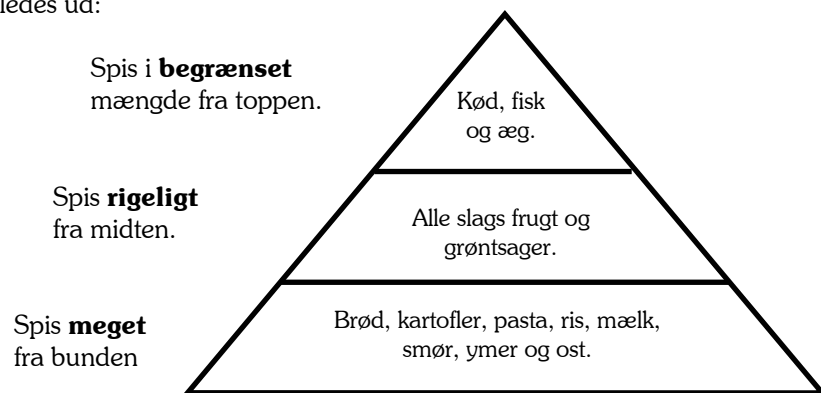 ledes ud:
Spis i begrænset
mængde fra toppen.
Kød, fisk
og æg.
Spis rigeligt
fra midten.
Alle slags frugt og
grøntsager.
Spis meget
fra bunden
Brød, kartofler, pasta, ris, mælk,
smør, ymer og ost.